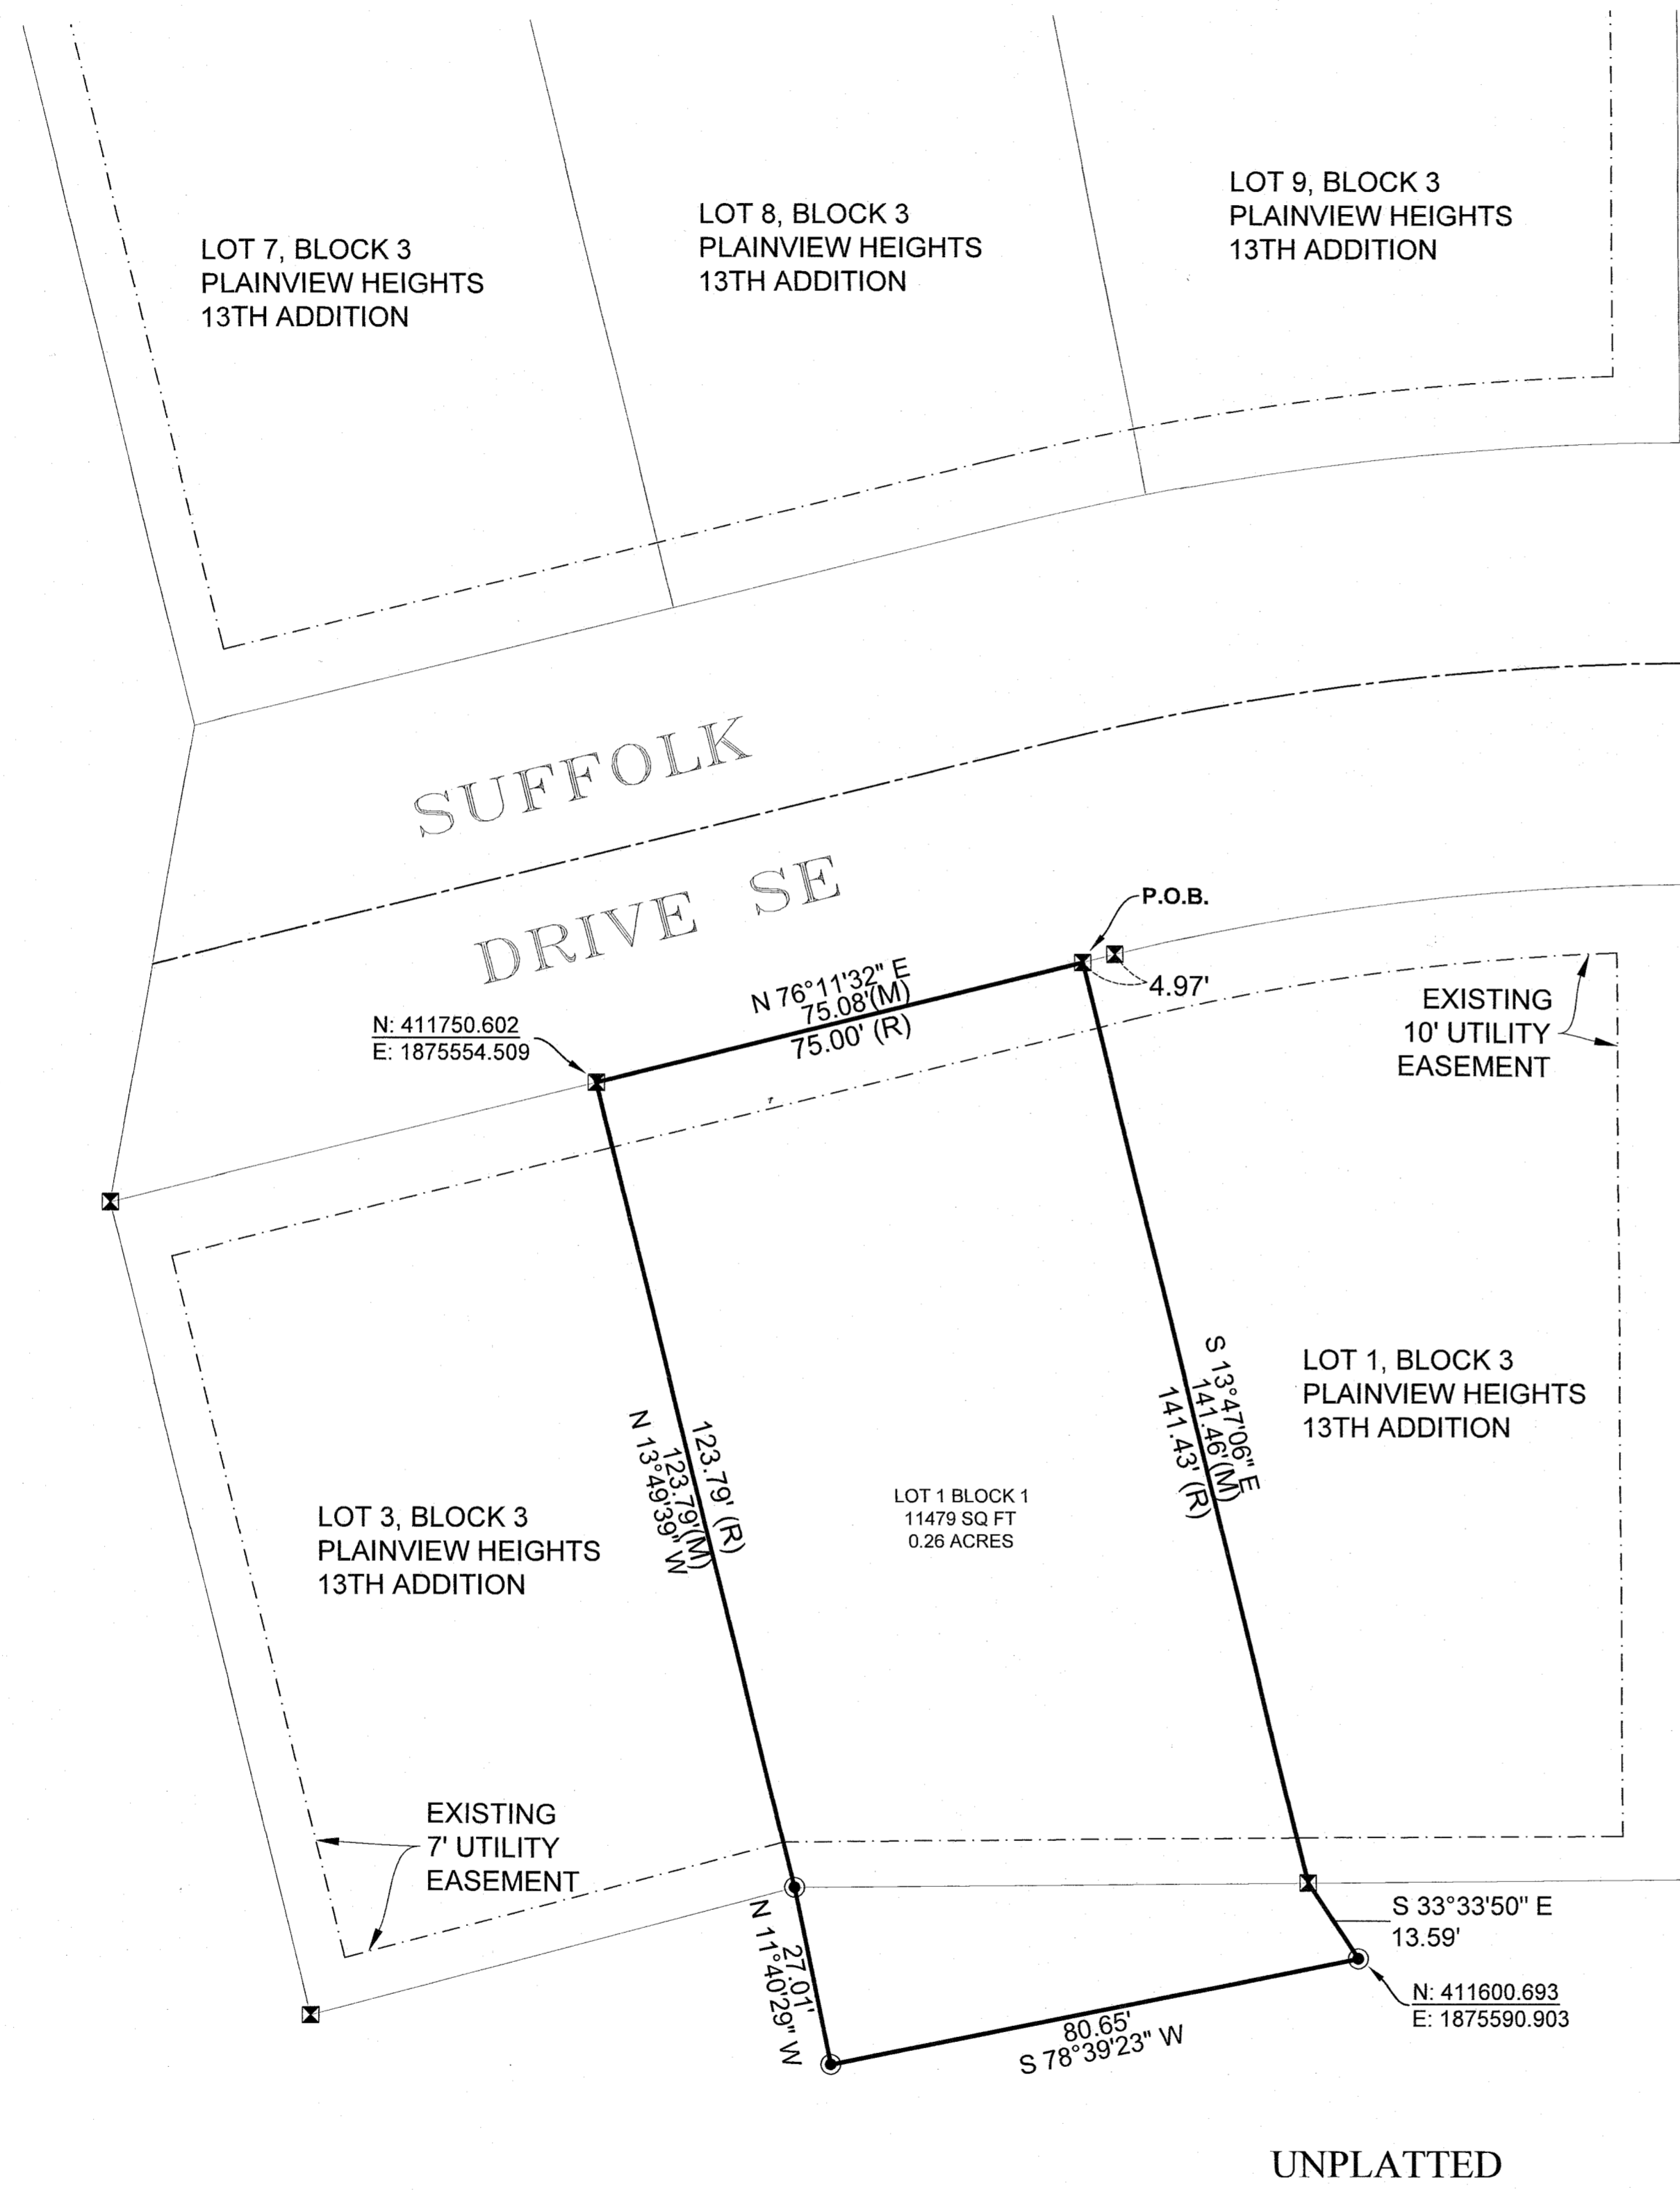 LOT 7, BLOCK 3
PLAINVIEW HEIGHTS
13TH ADDITION
LOT 8, BLOCK 3
PLAINVIEW HEIGHTS
13TH ADDITION
LOT 9, BLOCK 3
PLAINVIEW HEIGHTS
13TH ADDITION
SUFFOLK
DRIVE SE
P.O.B.
4.97'
N 76°11'32" E
75.08'(M)
75.00' (R)
N: 411750.602
E: 1875554.509
EXISTING
10' UTILITY
EASEMENT
S 13°47'06" E
141.46'(M)
141.43' (R)
LOT 1, BLOCK 3
PLAINVIEW HEIGHTS
13TH ADDITION
123.79' (R)
123.79'(M)
N 13°49'39" W
LOT 1 BLOCK 1
11479 SQ FT
0.26 ACRES
LOT 3, BLOCK 3
PLAINVIEW HEIGHTS
13TH ADDITION
EXISTING
7' UTILITY
EASEMENT
S 33°33'50" E
13.59'
27.01'
N 11°40'29" W
N: 411600.693
E: 1875590.903
80.65'
S 78°39'23" W
UNPLATTED